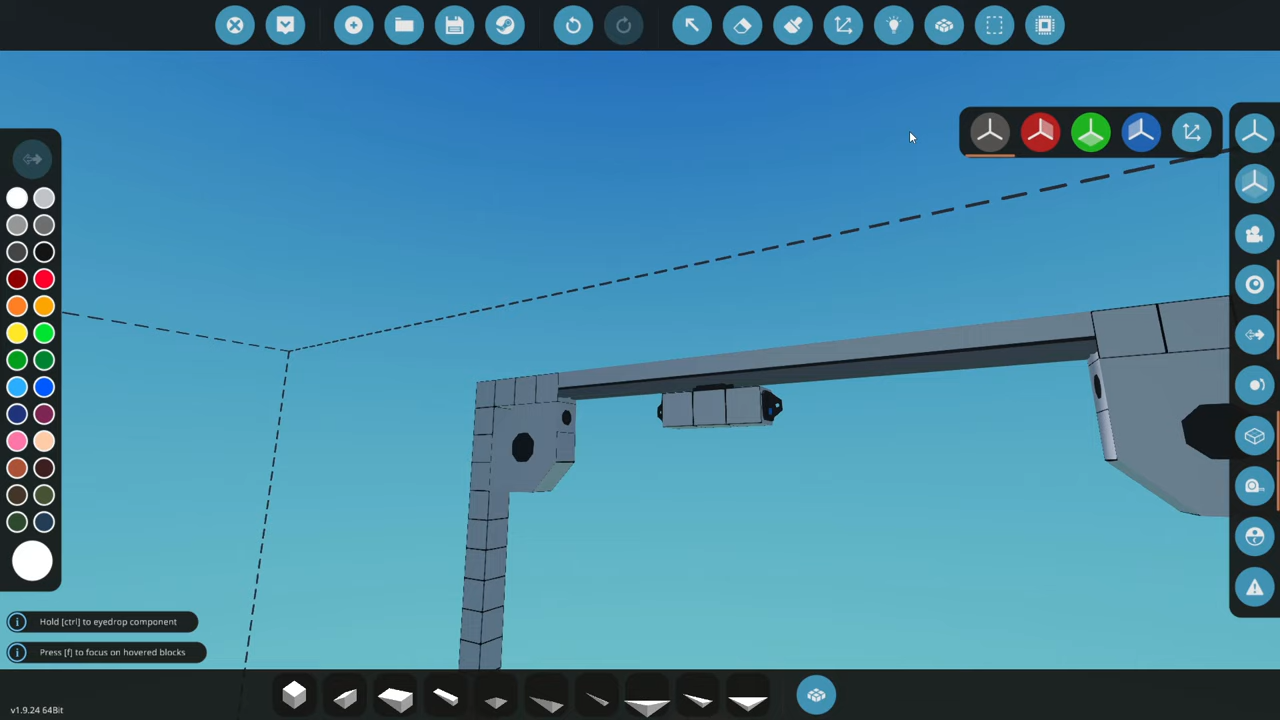 Hold [ctrl] to eyedrop component
Press [f] to focus on hovered blocks
v1.9.24 64Bit